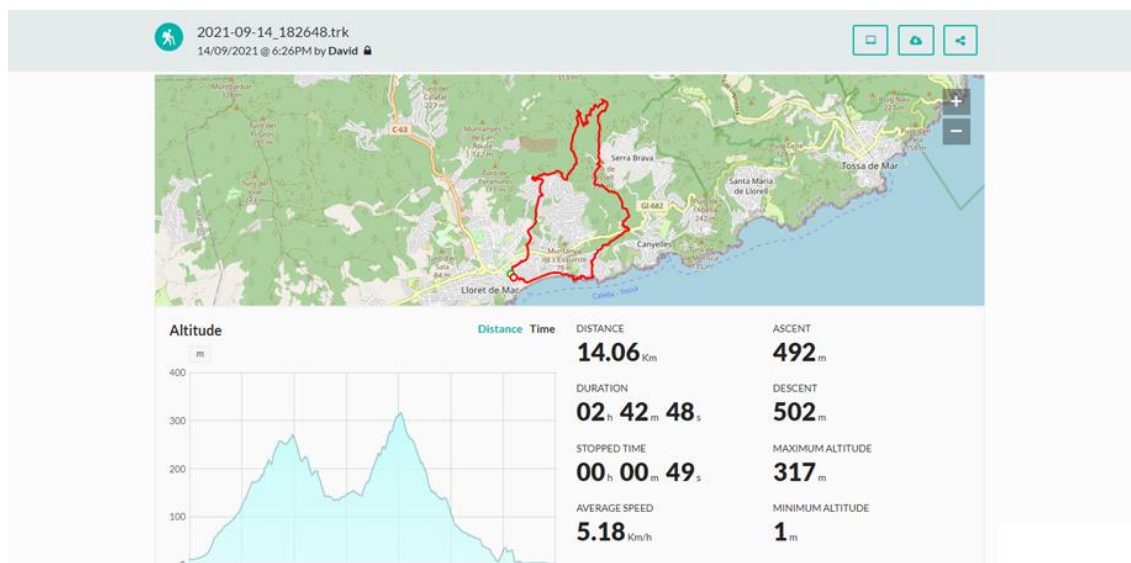 2021-09-14_182648.trk
14/09/2021 @ 6:26PM by David
C-63
Serra Brava
Tossa de Mar
Santa Maria
de Llorell
GI-682
Canyelles
Lloret de Mar
Calella - Tossa
+
−
Altitude
Distance Time
m
400
300
200
100
0
DISTANCE
14.06 Km
ASCENT
492 m
DURATION
02 h 42 m 48 s
DESCENT
502 m
STOPPED TIME
00 h 00 m 49 s
MAXIMUM ALTITUDE
317 m
AVERAGE SPEED
5.18 Km/h
MINIMUM ALTITUDE
1 m